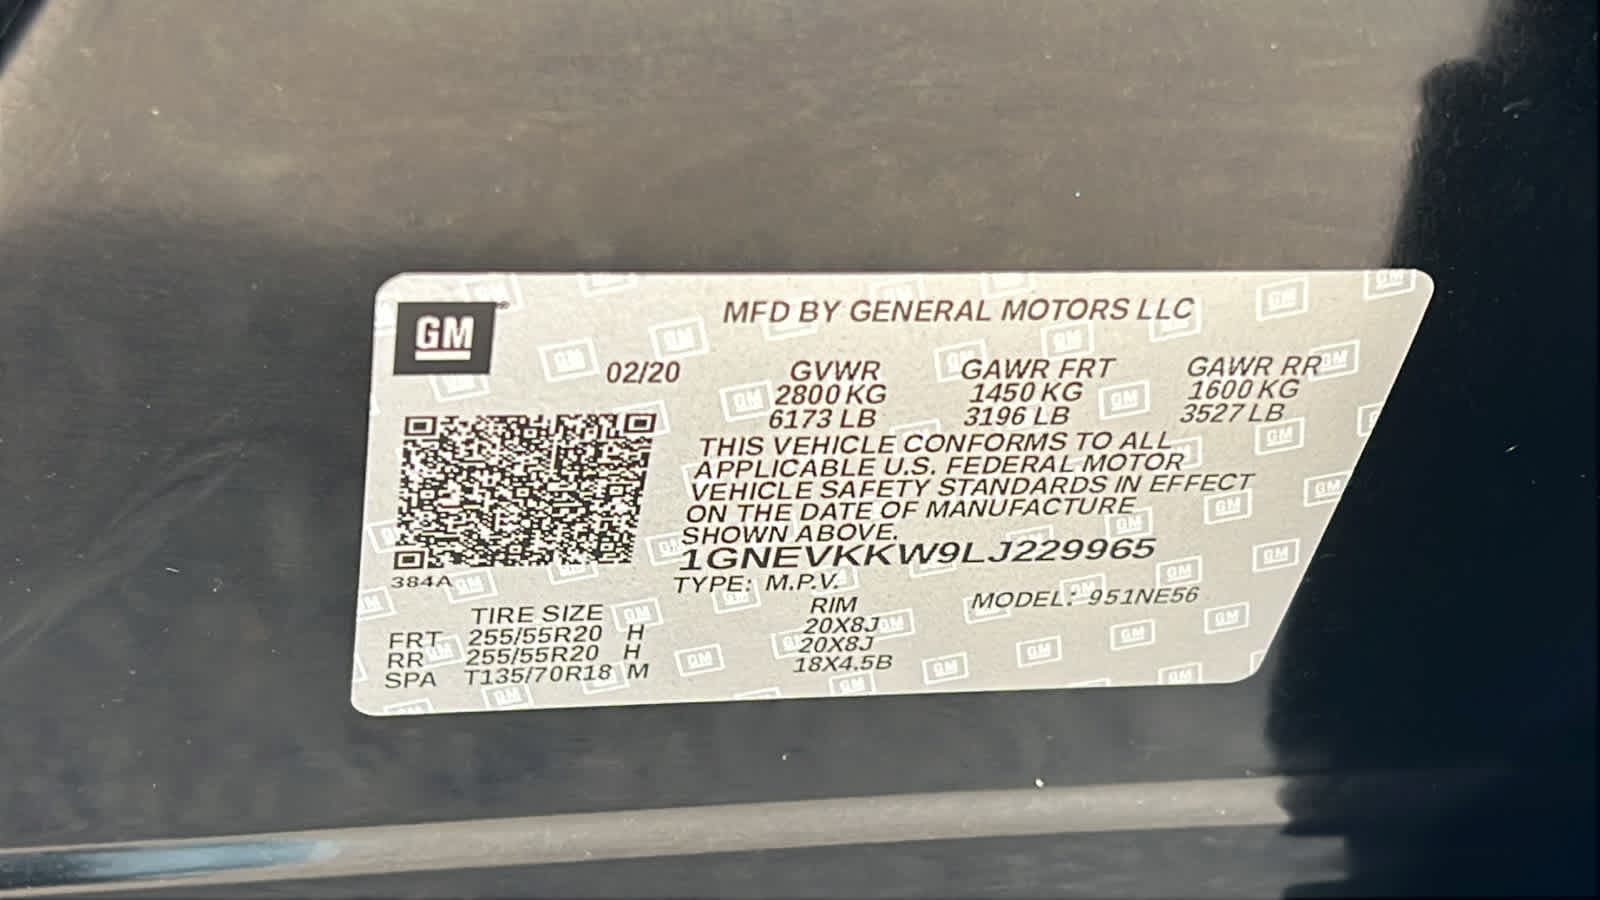 GM
MFD BY GENERAL MOTORS LLC
02/20 GVWR GAWR FRT GAWR RR
2800 KG 1450 KG 1600 KG
6173 LB 3196 LB 3527 LB
THIS VEHICLE CONFORMS TO ALL
APPLICABLE U.S. FEDERAL MOTOR
VEHICLE SAFETY STANDARDS IN EFFECT
ON THE DATE OF MANUFACTURE
SHOWN ABOVE.
1GNEVKKW9LJ229965
384A
TYPE: M.P.V.
MODEL: 951NE56
TIRE SIZE RIM
FRT 255/55R20 H 20X8J
RR 255/55R20 H 20X8J
SPA T135/70R18 M 18X4.5B